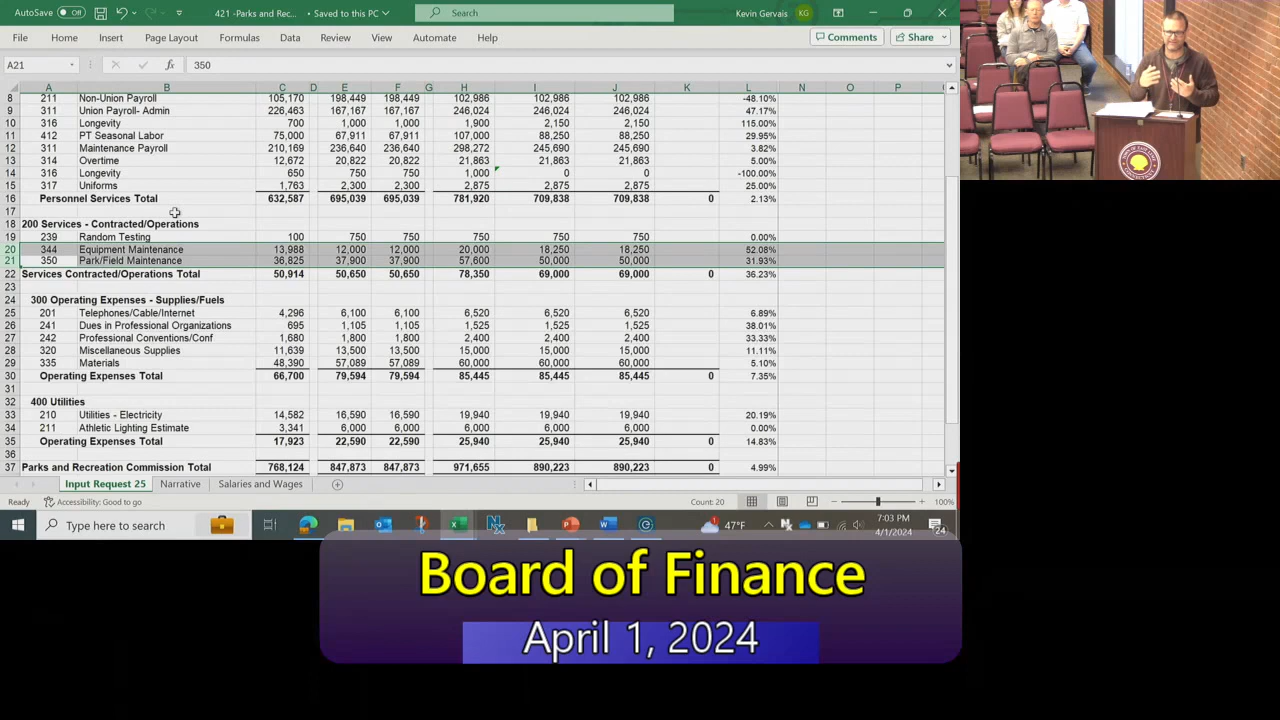 AutoSave Off 421 -Parks and Rec... • Saved to this PC Search Kevin Gervais KG
File Home Insert Page Layout Formulas Data Review View Automate Help Comments Share
A21 fx 350
A B C D E F G H I J K L M N O P
8 211 Non-Union Payroll 105,170 198,449 198,449 102,986 102,986 102,986 -48.10%
9 311 Union Payroll- Admin 226,463 167,167 167,167 246,024 246,024 246,024 47.17%
10 316 Longevity 700 1,000 1,000 1,900 2,150 2,150 115.00%
11 412 PT Seasonal Labor 75,000 67,911 67,911 107,000 88,250 88,250 29.95%
12 311 Maintenance Payroll 210,169 236,640 236,640 298,272 245,690 245,690 3.82%
13 314 Overtime 12,672 20,822 20,822 21,863 21,863 21,863 5.00%
14 316 Longevity 650 750 750 1,000 0 0 -100.00%
15 317 Uniforms 1,763 2,300 2,300 2,875 2,875 2,875 25.00%
16 Personnel Services Total 632,587 695,039 695,039 781,920 709,838 709,838 0 2.13%
17
18 200 Services - Contracted/Operations
19 239 Random Testing 100 750 750 750 750 750 0.00%
20 344 Equipment Maintenance 13,988 12,000 12,000 20,000 18,250 18,250 52.08%
21 350 Park/Field Maintenance 36,825 37,900 37,900 57,600 50,000 50,000 31.93%
22 Services Contracted/Operations Total 50,914 50,650 50,650 78,350 69,000 69,000 0 36.23%
23
24 300 Operating Expenses - Supplies/Fuels
25 201 Telephones/Cable/Internet 4,296 6,100 6,100 6,520 6,520 6,520 6.89%
26 241 Dues in Professional Organizations 695 1,105 1,105 1,525 1,525 1,525 38.01%
27 242 Professional Conventions/Conf 1,680 1,800 1,800 2,400 2,400 2,400 33.33%
28 320 Miscellaneous Supplies 11,639 13,500 13,500 15,000 15,000 15,000 11.11%
29 335 Materials 48,390 57,089 57,089 60,000 60,000 60,000 5.10%
30 Operating Expenses Total 66,700 79,594 79,594 85,445 85,445 85,445 0 7.35%
31
32 400 Utilities
33 210 Utilities - Electricity 14,582 16,590 16,590 19,940 19,940 19,940 20.19%
34 211 Athletic Lighting Estimate 3,341 6,000 6,000 6,000 6,000 6,000 0.00%
35 Operating Expenses Total 17,923 22,590 22,590 25,940 25,940 25,940 0 14.83%
36
37 Parks and Recreation Commission Total 768,124 847,873 847,873 971,655 890,223 890,223 0 4.99%
Input Request 25 Narrative Salaries and Wages
Ready Accessibility: Good to go Count: 20 100%
Type here to search 47°F 7:03 PM
4/1/2024 24
Board of Finance
April 1, 2024